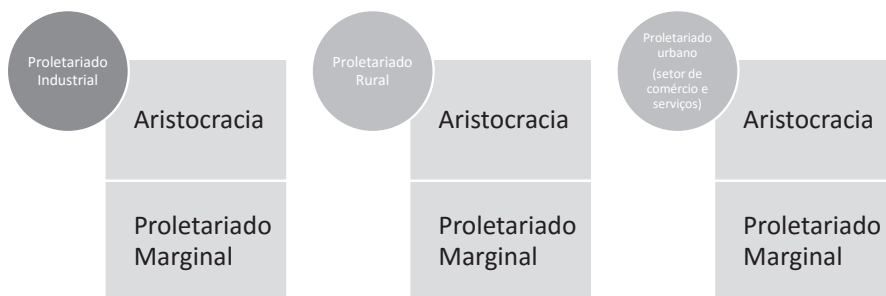 Proletariado
Industrial
Aristocracia
Proletariado
Marginal
Proletariado
Rural
Aristocracia
Proletariado
Marginal
Proletariado
urbano
(setor de
comércio e
serviços)
Aristocracia
Proletariado
Marginal